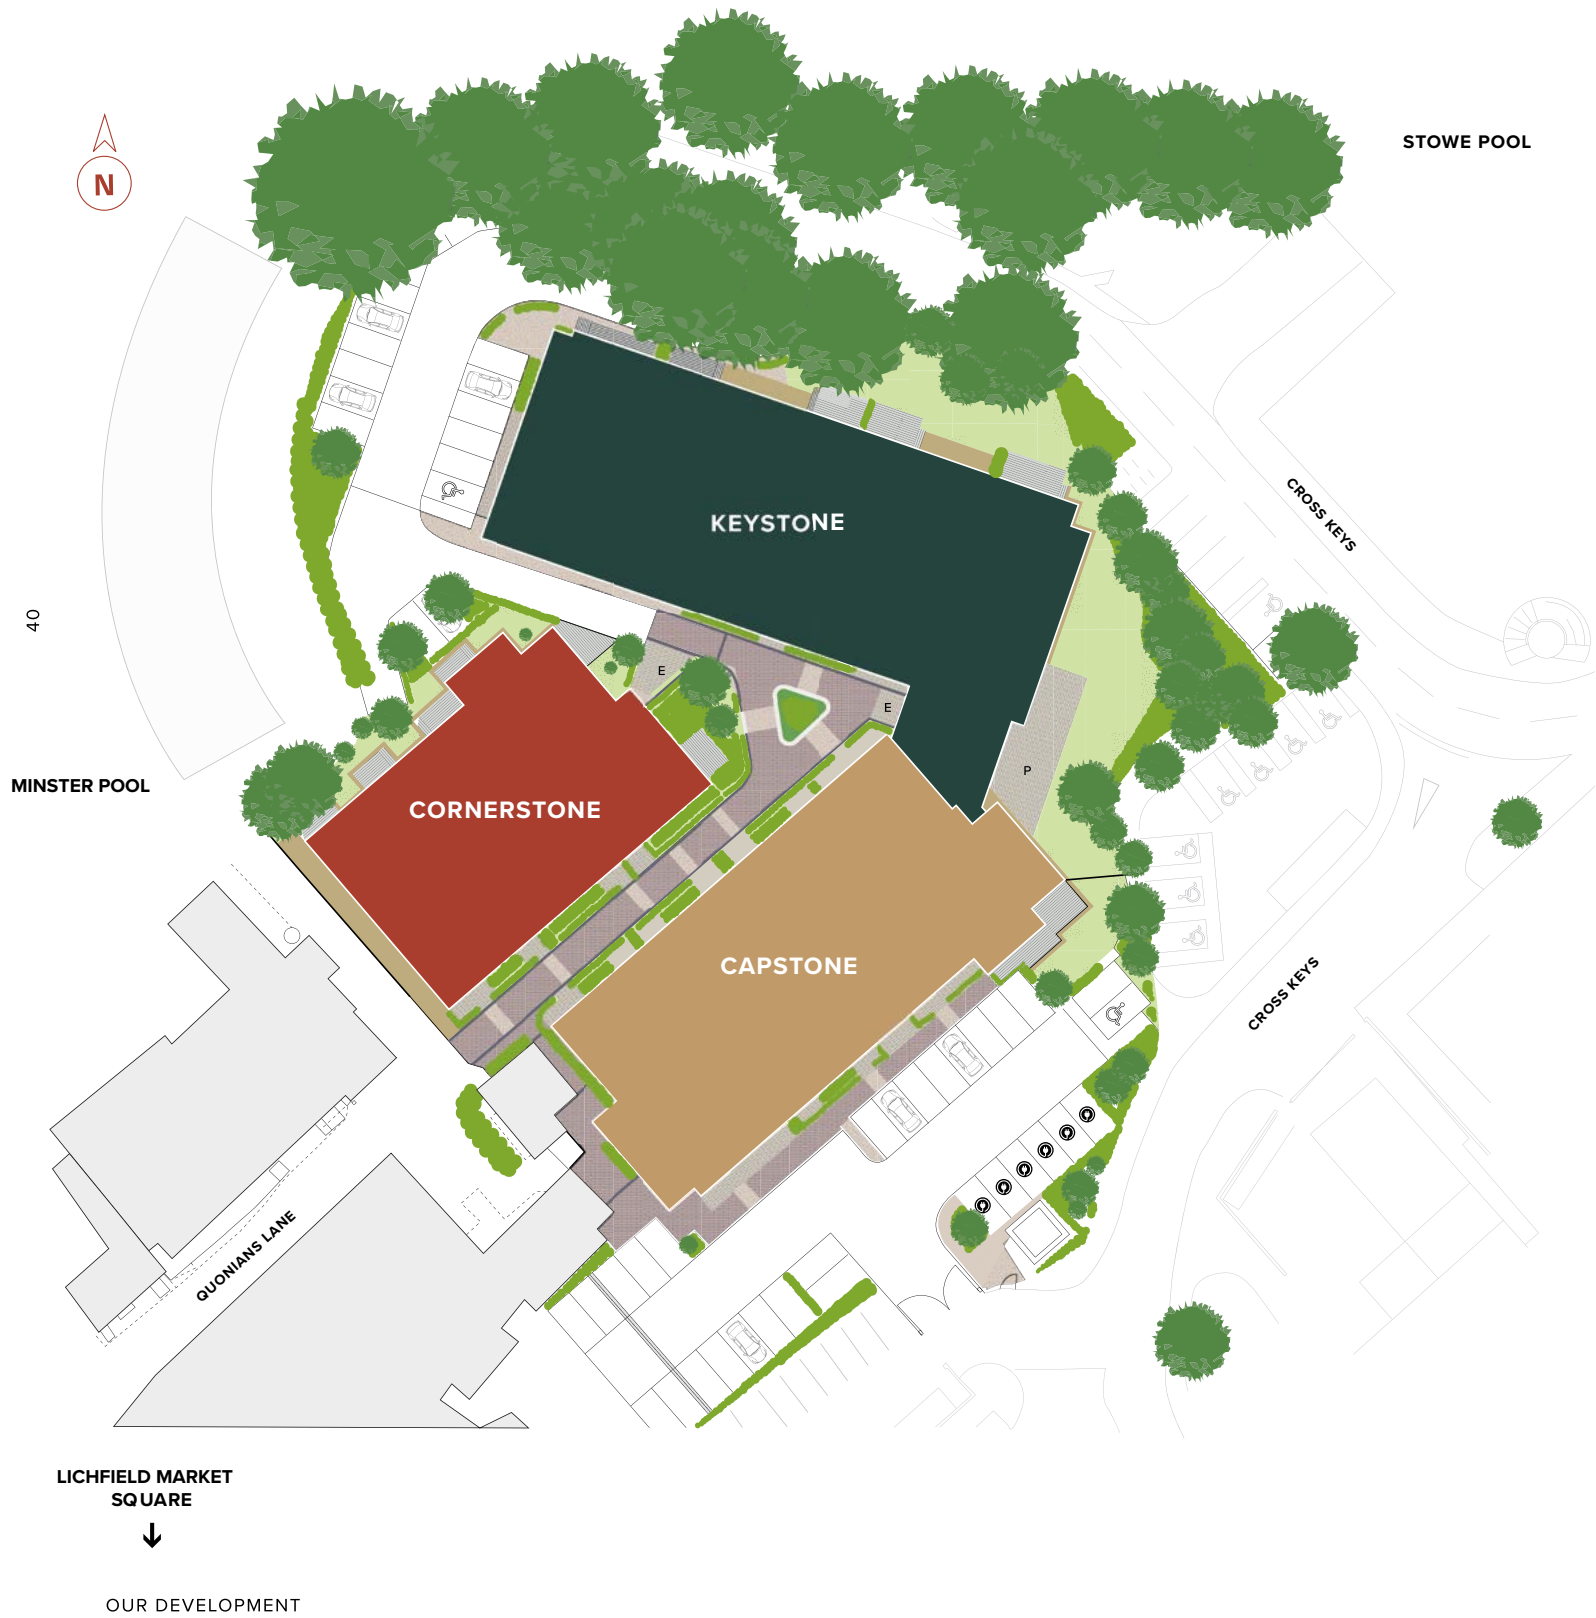 STOWE POOL
N
CROSS KEYS
KEYSTONE
40
E
E
P
MINSTER POOL
CORNERSTONE
CAPSTONE
CROSS KEYS
QUONIANS LANE
LICHFIELD MARKET
SQUARE
OUR DEVELOPMENT